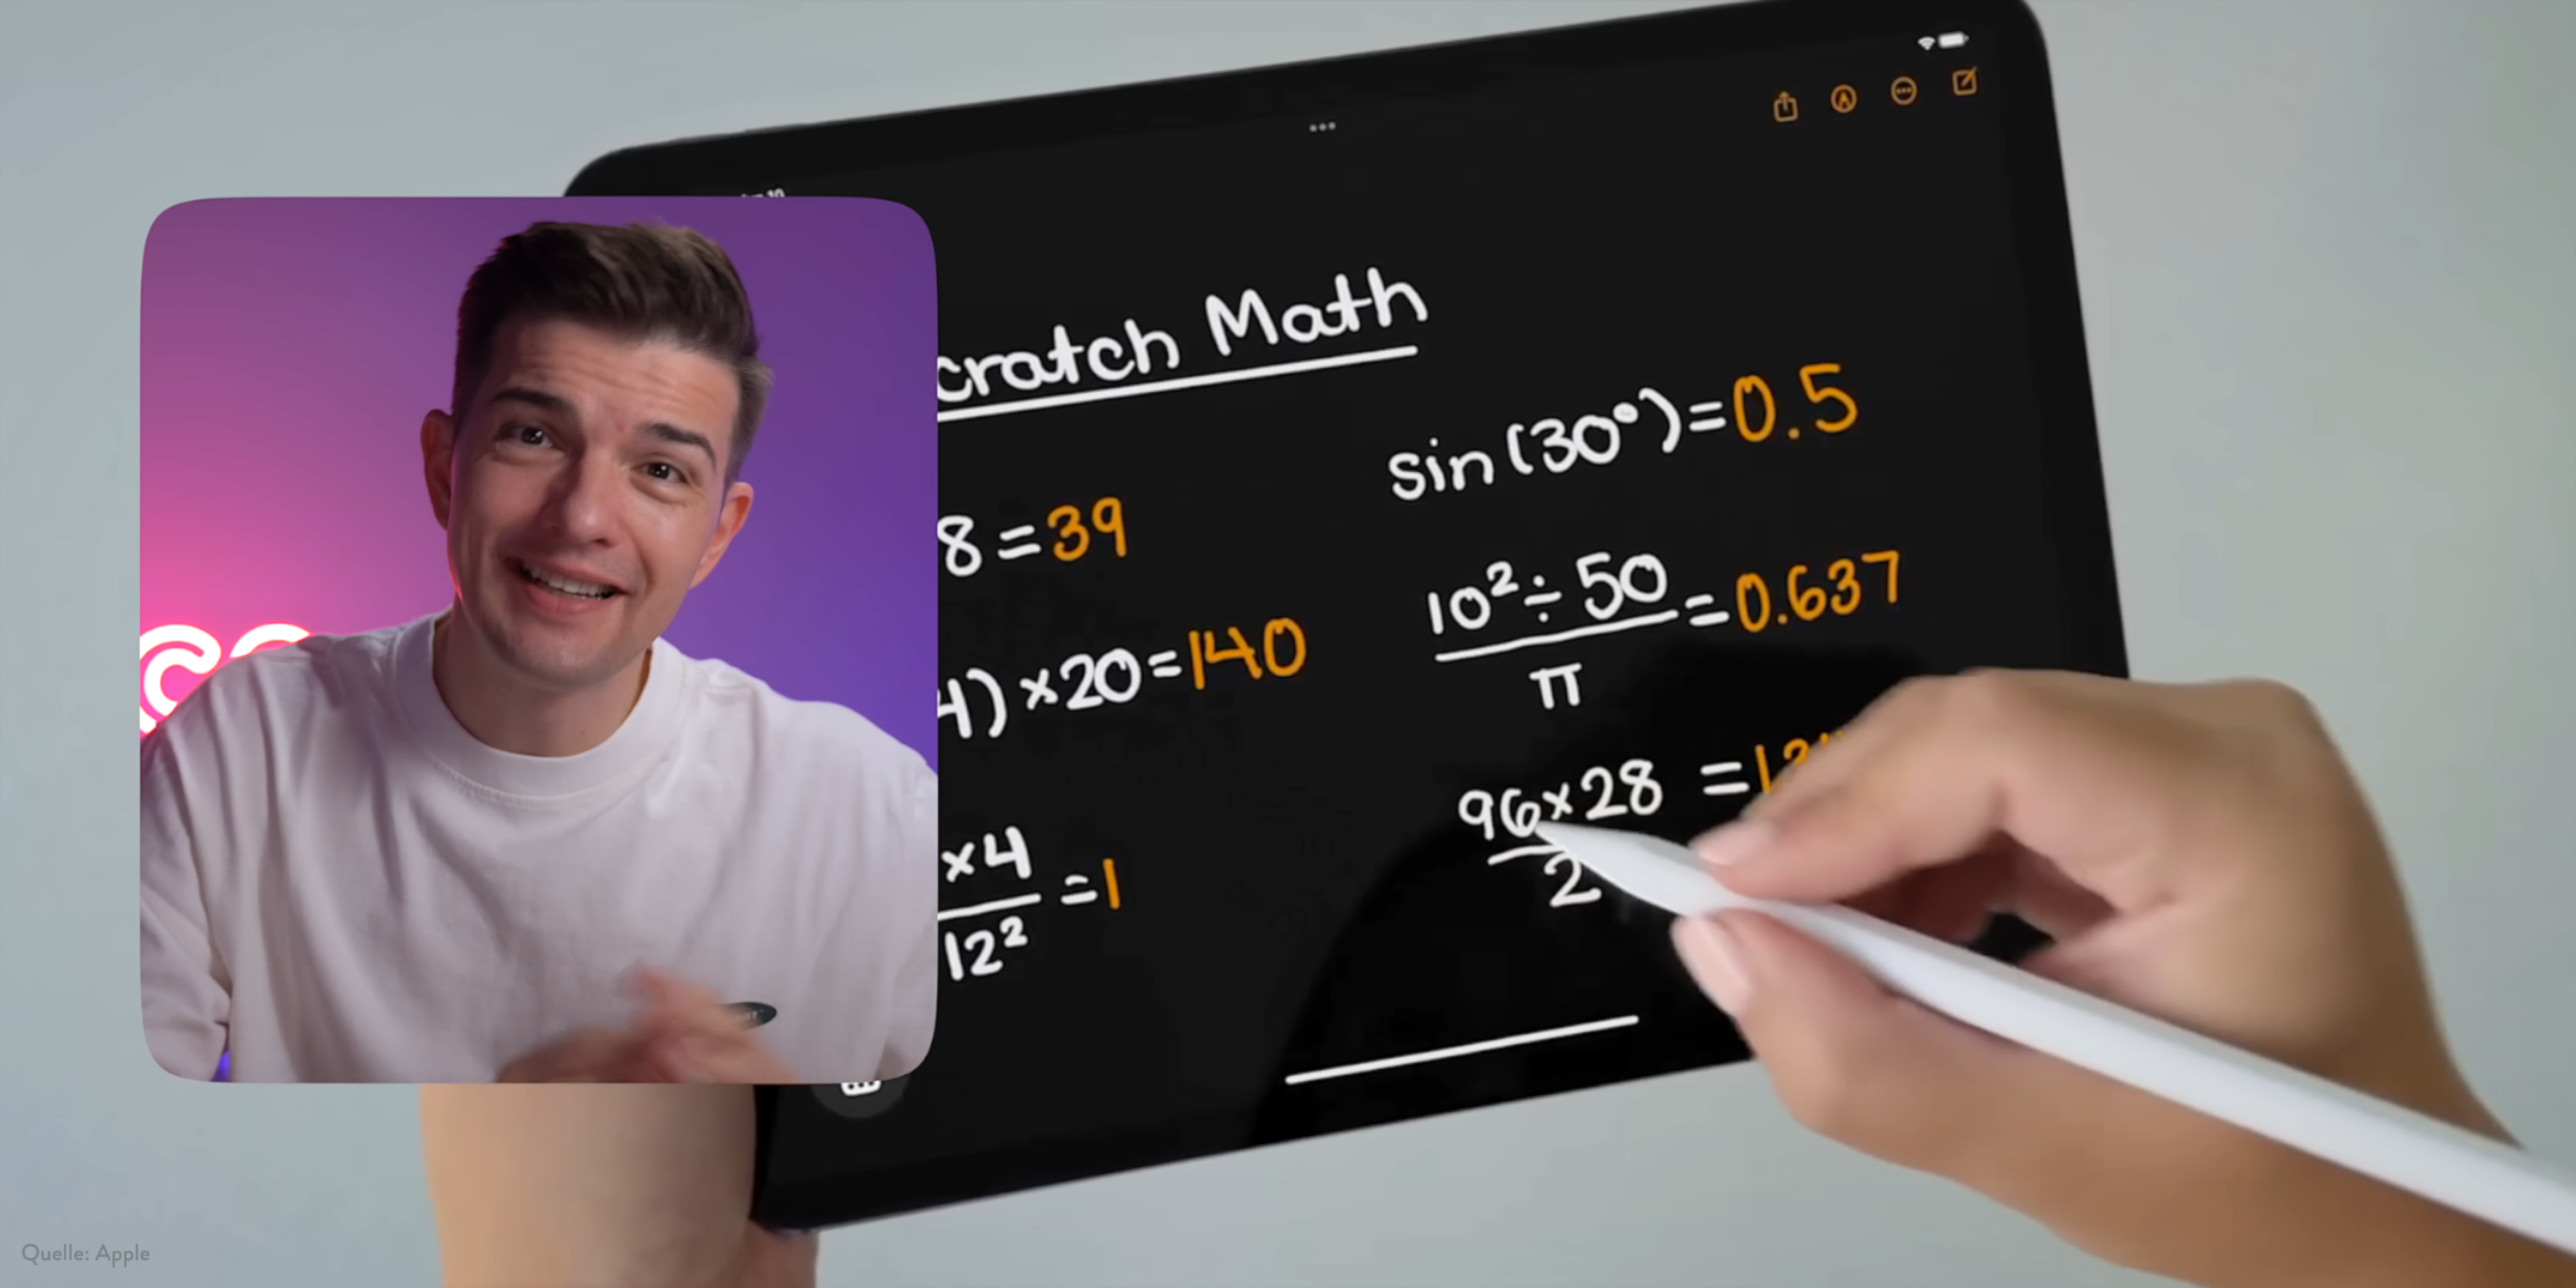 cratch Math
8 = 39
4) × 20 = 140
× 4
12²
= 1
sin (30°) = 0.5
10² ÷ 50
π
= 0.637
96 × 28
2
=
Quelle: Apple